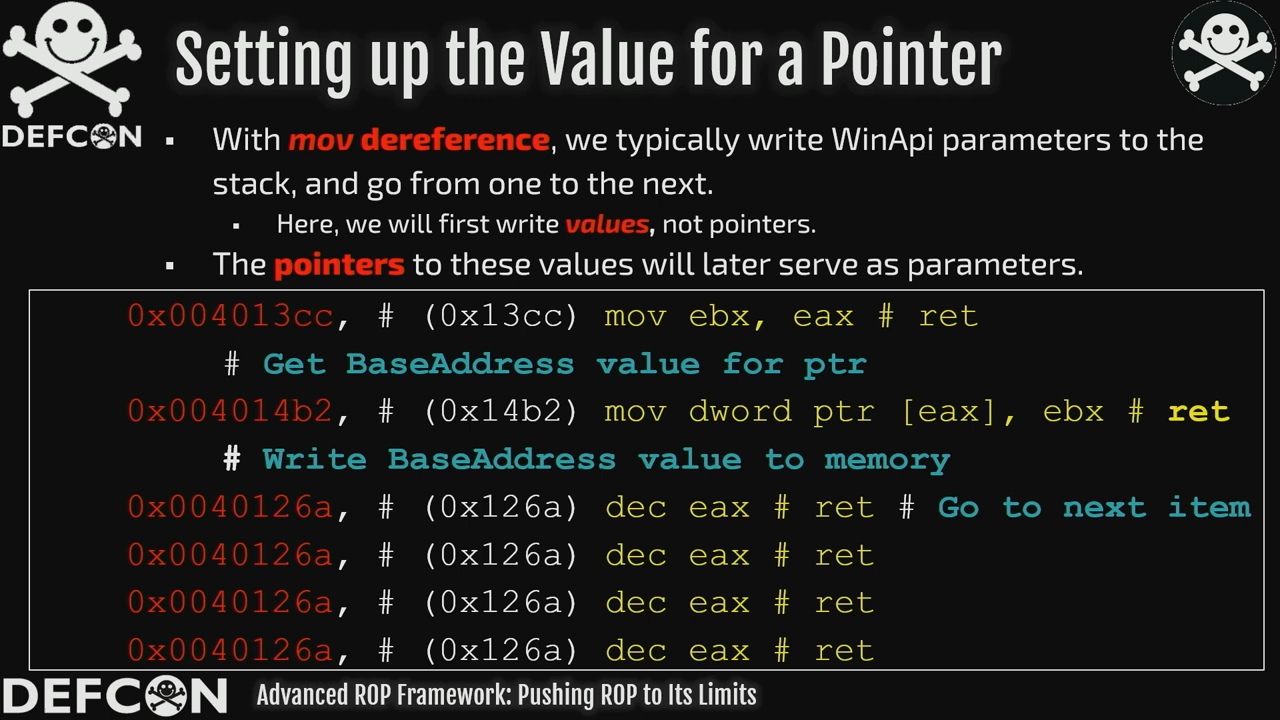 Setting up the Value for a Pointer
DEFCON
▪ With mov dereference, we typically write WinApi parameters to the
stack, and go from one to the next.
▪ Here, we will first write values, not pointers.
▪ The pointers to these values will later serve as parameters.
0x004013cc, # (0x13cc) mov ebx, eax # ret
# Get BaseAddress value for ptr
0x004014b2, # (0x14b2) mov dword ptr [eax], ebx # ret
# Write BaseAddress value to memory
0x0040126a, # (0x126a) dec eax # ret # Go to next item
0x0040126a, # (0x126a) dec eax # ret
0x0040126a, # (0x126a) dec eax # ret
0x0040126a, # (0x126a) dec eax # ret
DEFCON
Advanced ROP Framework: Pushing ROP to Its Limits